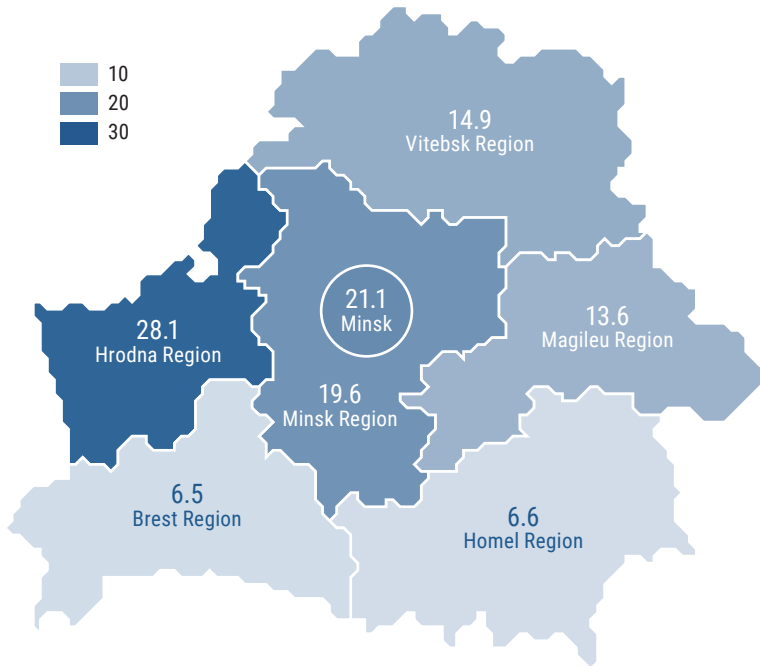 10
20
30
14.9
Vitebsk Region
21.1
Minsk
13.6
Magileu Region
28.1
Hrodna Region
19.6
Minsk Region
6.5
Brest Region
6.6
Homel Region